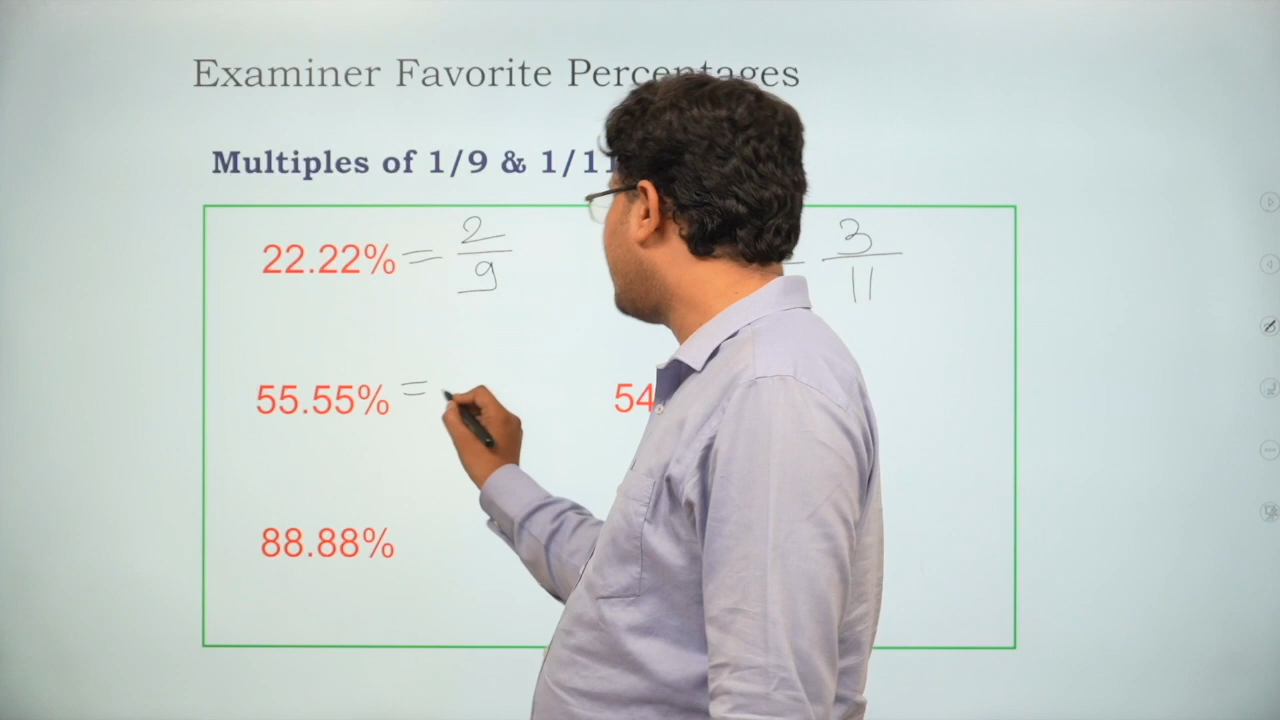 Examiner Favorite Percentages
Multiples of 1/9 & 1/11
22.22% = 2/9
= 3/11
55.55% =
54
88.88%